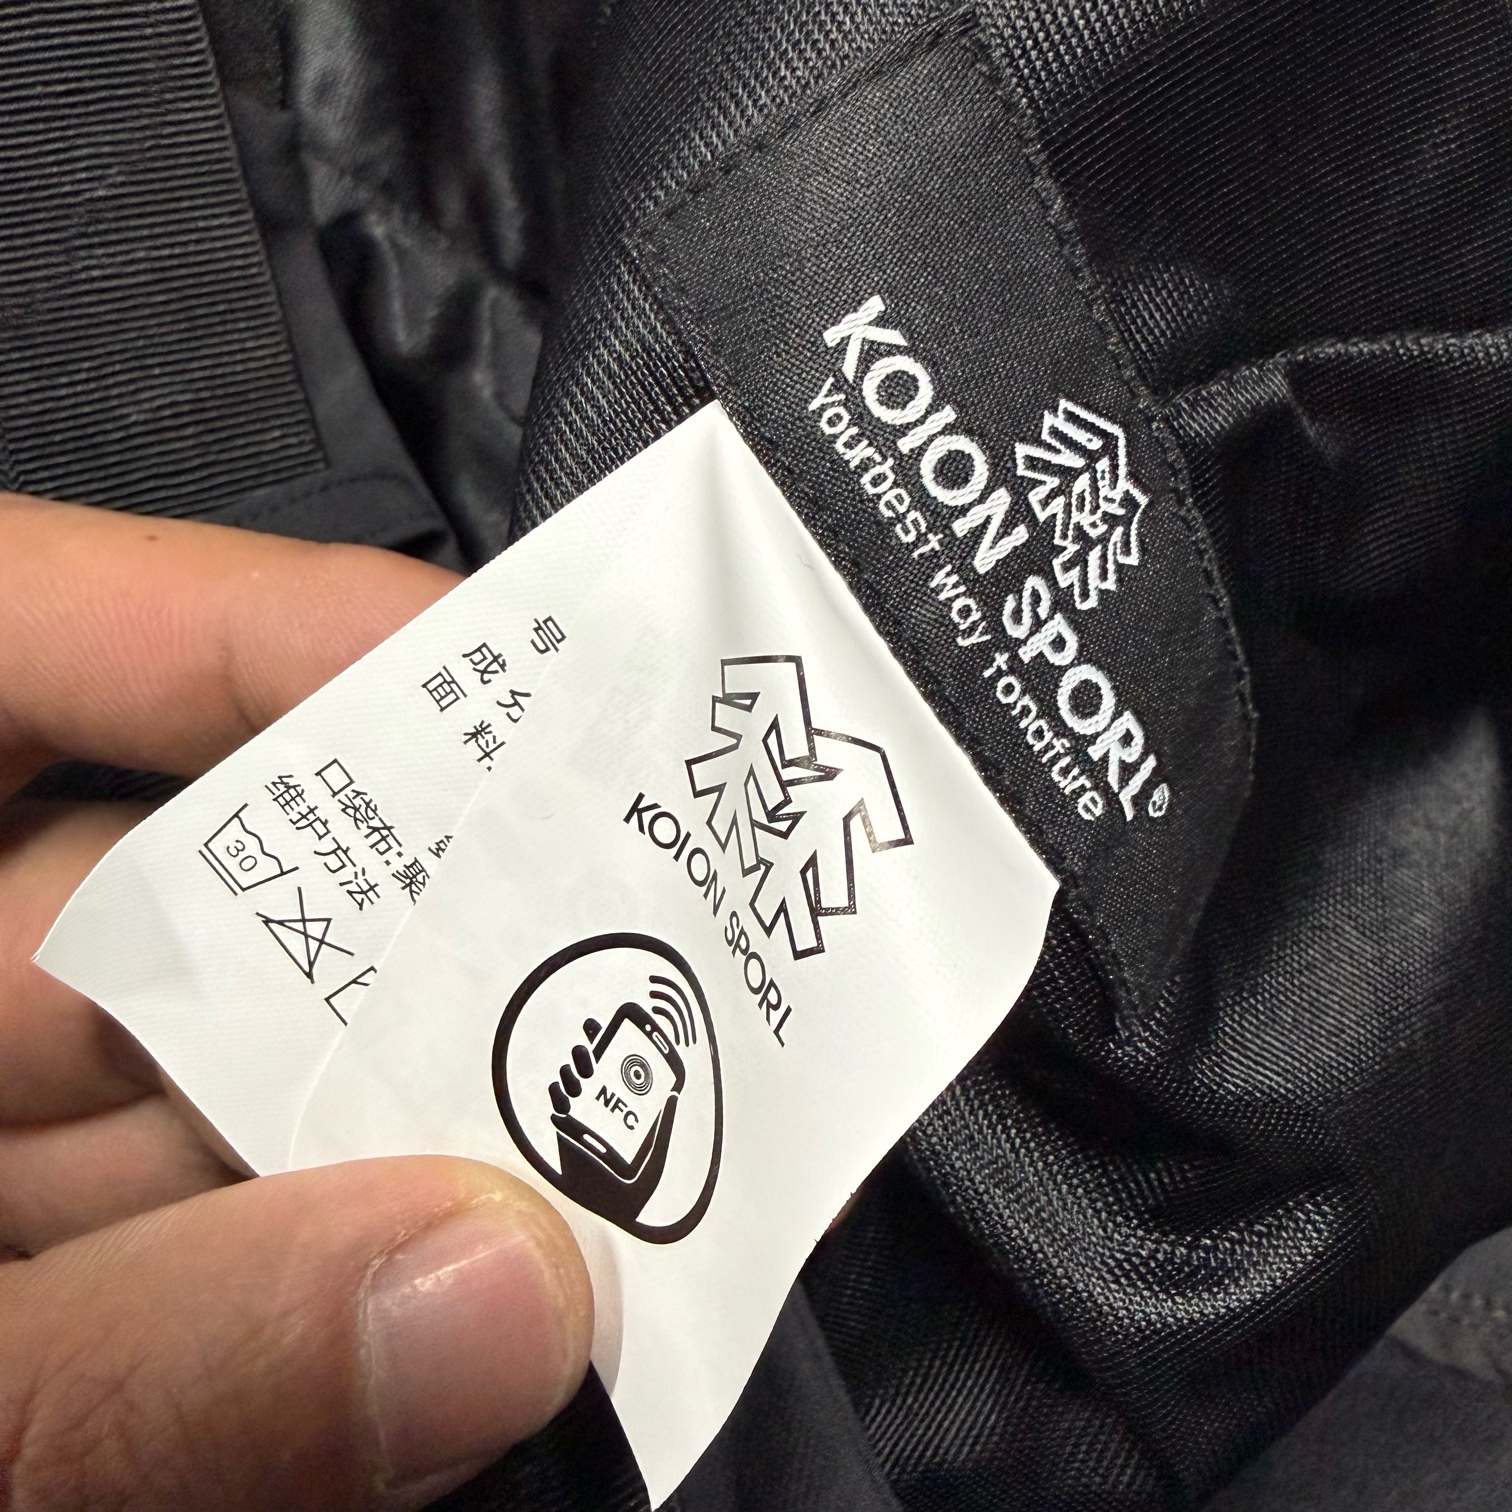 KOION SPORL®
Yourbest way tonature
KOION SPORL
NFC
号
成 分
面 料:
口袋布:聚
维护方法
30